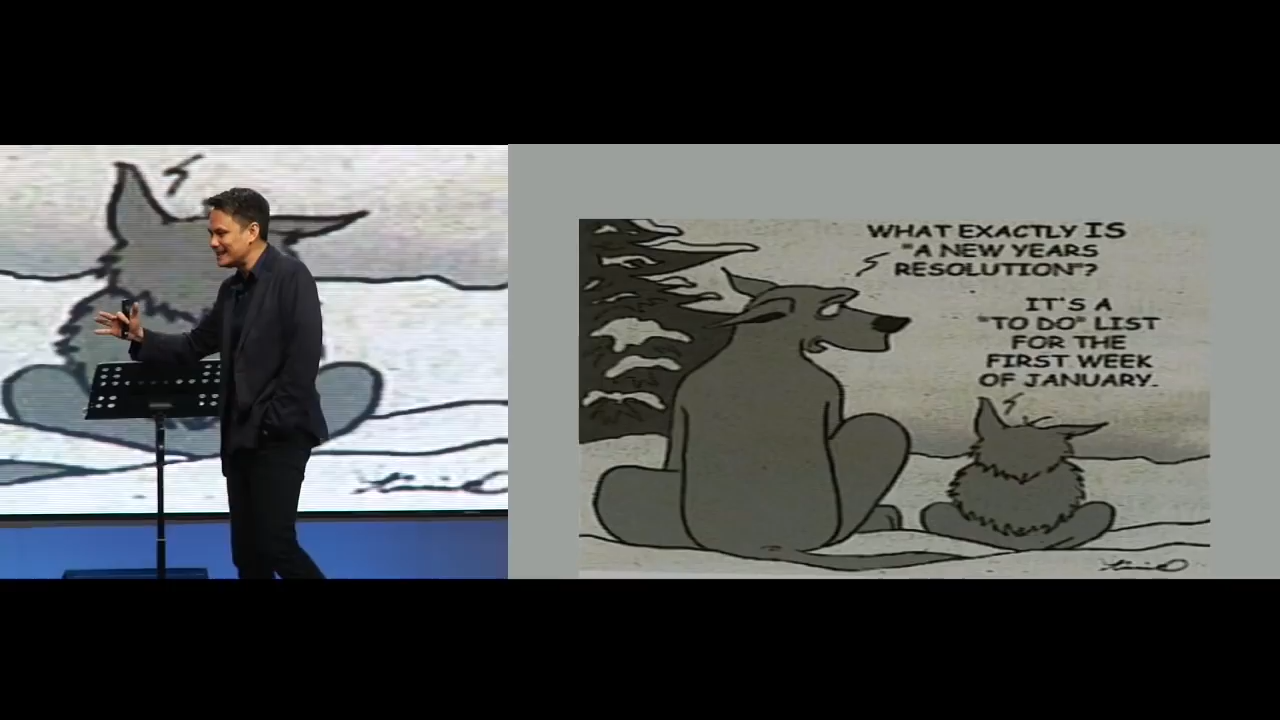 WHAT EXACTLY IS
"A NEW YEARS
RESOLUTION"?
IT'S A
"TO DO" LIST
FOR THE
FIRST WEEK
OF JANUARY.